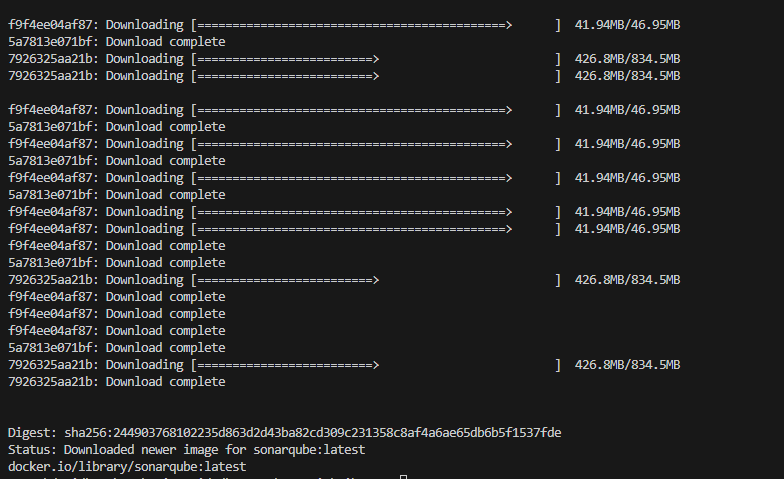 f9f4ee04af87: Downloading [============================================>      ]  41.94MB/46.95MB
5a7813e071bf: Download complete
7926325aa21b: Downloading [=========================>                         ]  426.8MB/834.5MB
7926325aa21b: Downloading [=========================>                         ]  426.8MB/834.5MB
f9f4ee04af87: Downloading [============================================>      ]  41.94MB/46.95MB
5a7813e071bf: Download complete
f9f4ee04af87: Downloading [============================================>      ]  41.94MB/46.95MB
5a7813e071bf: Download complete
f9f4ee04af87: Downloading [============================================>      ]  41.94MB/46.95MB
5a7813e071bf: Download complete
f9f4ee04af87: Downloading [============================================>      ]  41.94MB/46.95MB
f9f4ee04af87: Downloading [============================================>      ]  41.94MB/46.95MB
f9f4ee04af87: Download complete
5a7813e071bf: Download complete
7926325aa21b: Downloading [=========================>                         ]  426.8MB/834.5MB
f9f4ee04af87: Download complete
f9f4ee04af87: Download complete
f9f4ee04af87: Download complete
5a7813e071bf: Download complete
7926325aa21b: Downloading [=========================>                         ]  426.8MB/834.5MB
7926325aa21b: Download complete
Digest: sha256:244903768102235d863d2d43ba82cd309c231358c8af4a6ae65db6b5f1537fde
Status: Downloaded newer image for sonarqube:latest
docker.io/library/sonarqube:latest